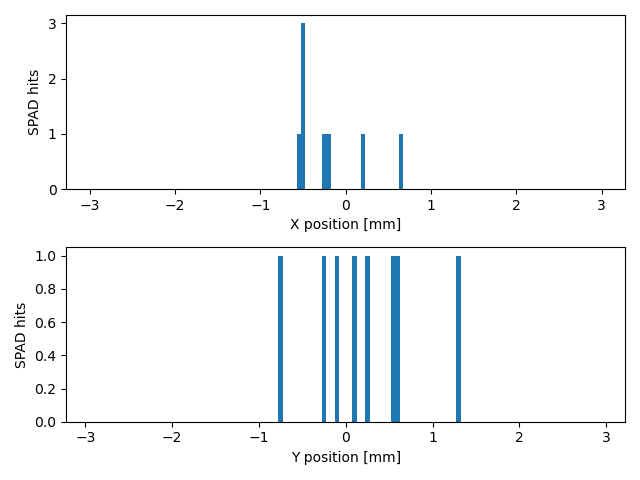 3
2
1
0
SPAD hits
−3 −2 −1 0 1 2 3
X position [mm]
1.0
0.8
0.6
0.4
0.2
0.0
SPAD hits
−3 −2 −1 0 1 2 3
Y position [mm]